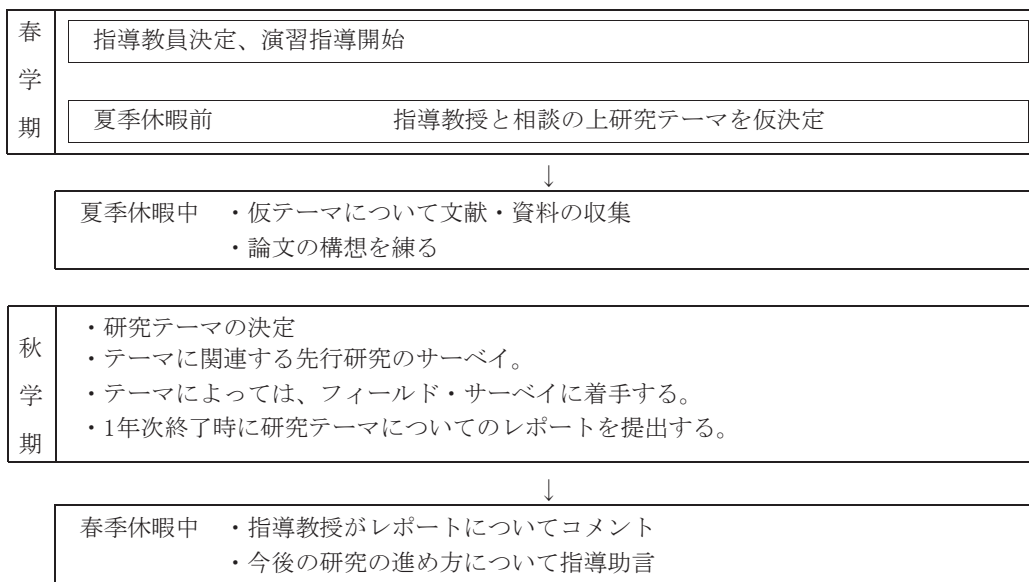 春学期
指導教員決定、演習指導開始
夏季休暇前 指導教授と相談の上研究テーマを仮決定
↓
夏季休暇中 ・仮テーマについて文献・資料の収集
・論文の構想を練る
秋学期
・研究テーマの決定
・テーマに関連する先行研究のサーベイ。
・テーマによっては、フィールド・サーベイに着手する。
・1年次終了時に研究テーマについてのレポートを提出する。
↓
春季休暇中 ・指導教授がレポートについてコメント
・今後の研究の進め方について指導助言